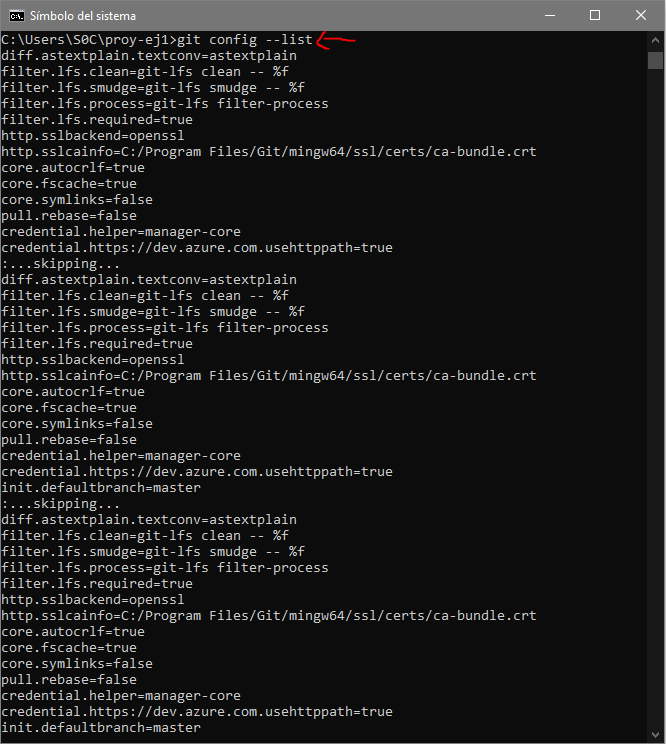 Símbolo del sistema
C:\Users\S0C\proy-ej1>git config --list
diff.astextplain.textconv=astextplain
filter.lfs.clean=git-lfs clean -- %f
filter.lfs.smudge=git-lfs smudge -- %f
filter.lfs.process=git-lfs filter-process
filter.lfs.required=true
http.sslbackend=openssl
http.sslcainfo=C:/Program Files/Git/mingw64/ssl/certs/ca-bundle.crt
core.autocrlf=true
core.fscache=true
core.symlinks=false
pull.rebase=false
credential.helper=manager-core
credential.https://dev.azure.com.usehttppath=true
:...skipping...
diff.astextplain.textconv=astextplain
filter.lfs.clean=git-lfs clean -- %f
filter.lfs.smudge=git-lfs smudge -- %f
filter.lfs.process=git-lfs filter-process
filter.lfs.required=true
http.sslbackend=openssl
http.sslcainfo=C:/Program Files/Git/mingw64/ssl/certs/ca-bundle.crt
core.autocrlf=true
core.fscache=true
core.symlinks=false
pull.rebase=false
credential.helper=manager-core
credential.https://dev.azure.com.usehttppath=true
init.defaultbranch=master
:...skipping...
diff.astextplain.textconv=astextplain
filter.lfs.clean=git-lfs clean -- %f
filter.lfs.smudge=git-lfs smudge -- %f
filter.lfs.process=git-lfs filter-process
filter.lfs.required=true
http.sslbackend=openssl
http.sslcainfo=C:/Program Files/Git/mingw64/ssl/certs/ca-bundle.crt
core.autocrlf=true
core.fscache=true
core.symlinks=false
pull.rebase=false
credential.helper=manager-core
credential.https://dev.azure.com.usehttppath=true
init.defaultbranch=master